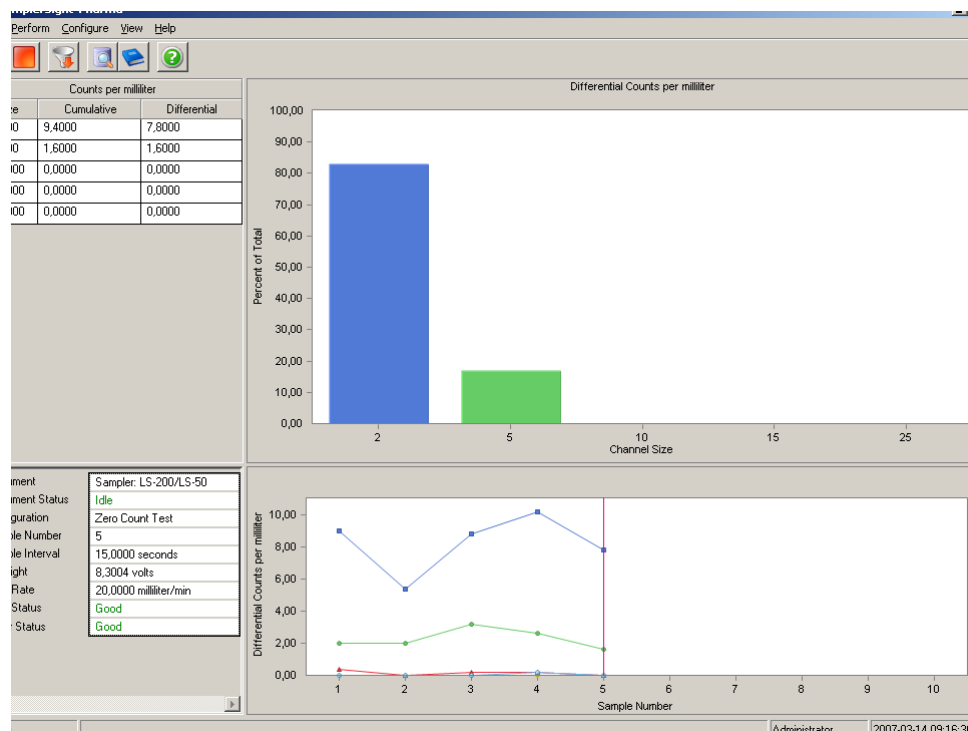 Perform Configure View Help
Counts per milliliter
Cumulative Differential
9,4000 7,8000
1,6000 1,6000
0,0000 0,0000
0,0000 0,0000
0,0000 0,0000
Differential Counts per milliliter
Percent of Total
100,00
90,00
80,00
70,00
60,00
50,00
40,00
30,00
20,00
10,00
0,00
2 5 10 15 25
Channel Size
Sampler: LS-200/LS-50
Status Idle
Zero Count Test
Number 5
Interval 15,0000 seconds
8,3004 volts
Rate 20,0000 milliliter/min
Status Good
Status Good
Differential Counts per milliliter
10,00
8,00
6,00
4,00
2,00
0,00
1 2 3 4 5 6 7 8 9 10
Sample Number
Administrator